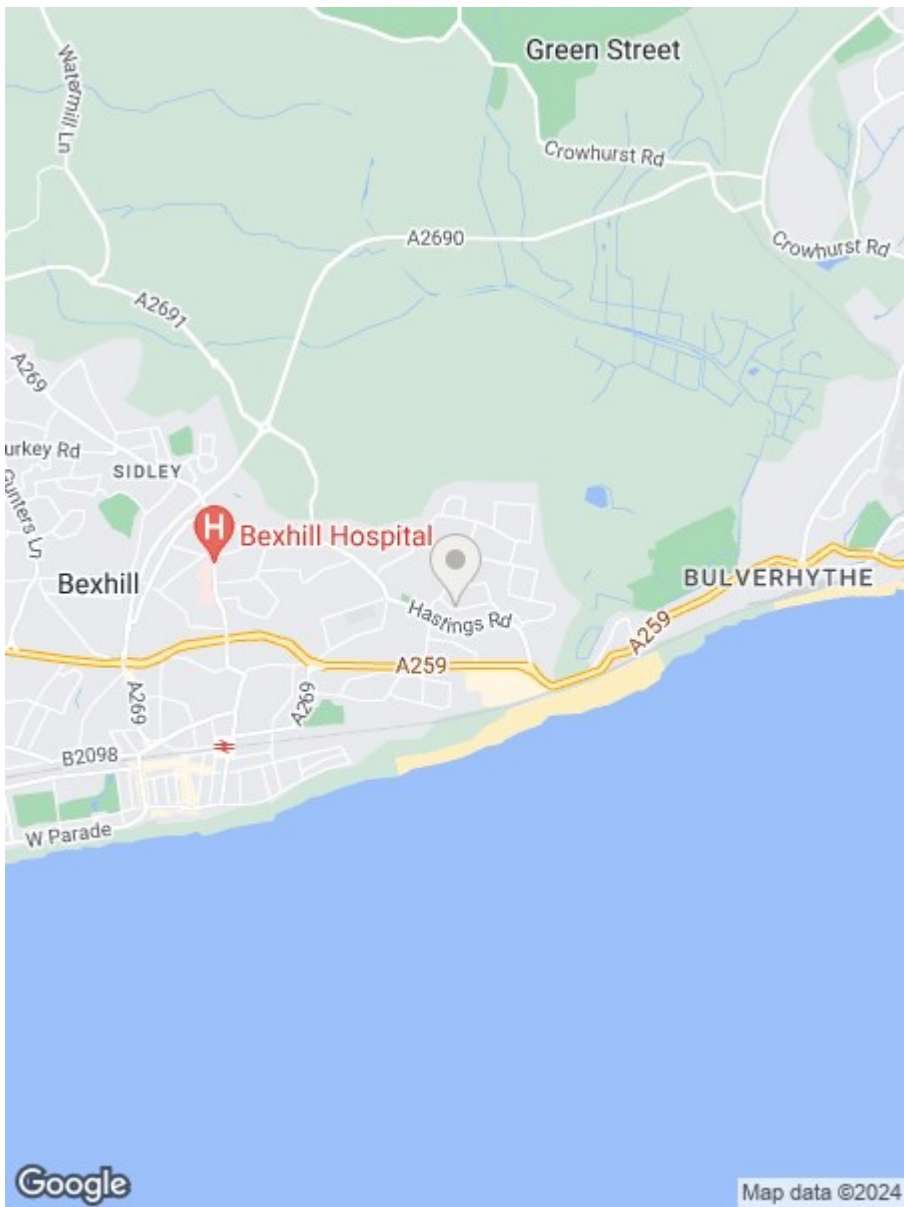 Green Street
Watermill Ln
Crowhurst Rd
A2690
Crowhurst Rd
A2691
A269
urkey Rd
SIDLEY
Gunters Ln
H
Bexhill Hospital
Bexhill
BULVERHYTHE
Hastings Rd
A259
A259
A269
A269
B2098
W Parade
Google
Map data ©2024